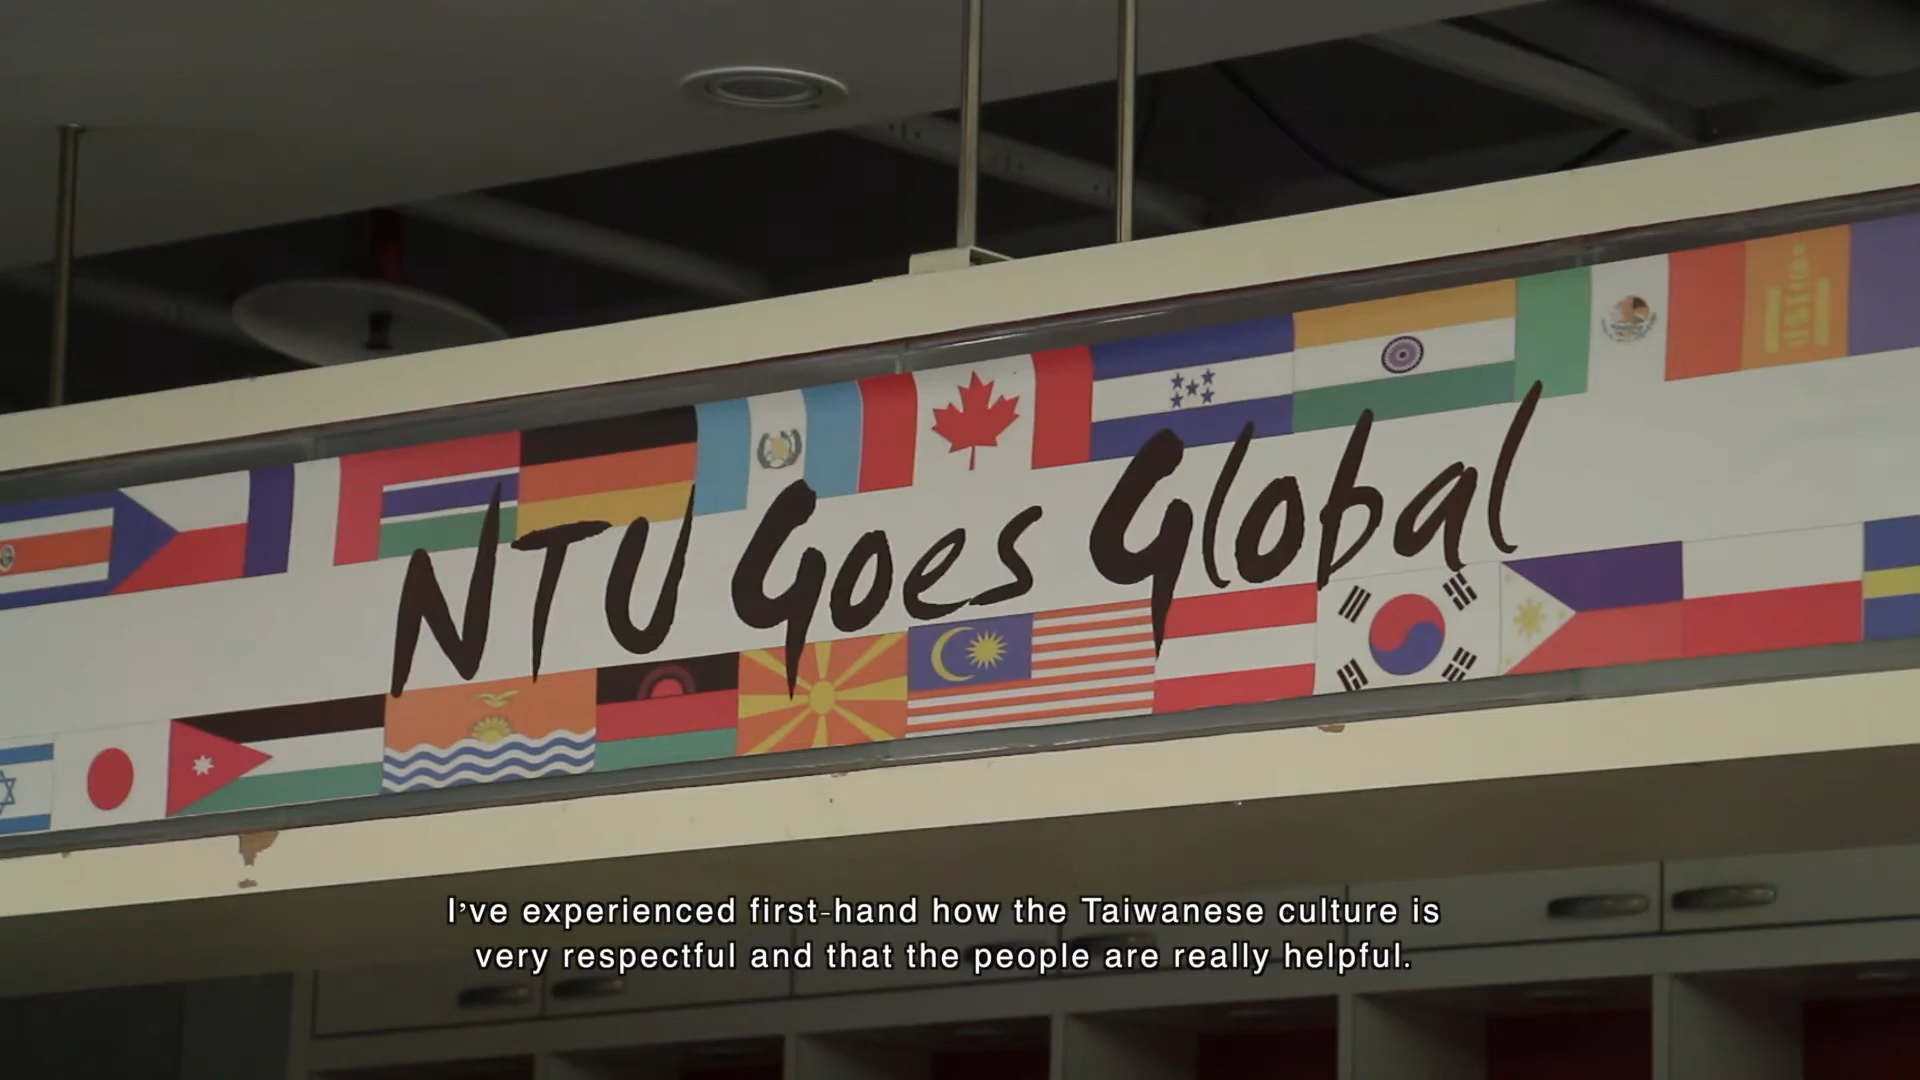 NTU Goes Global
I've experienced first-hand how the Taiwanese culture is
very respectful and that the people are really helpful.